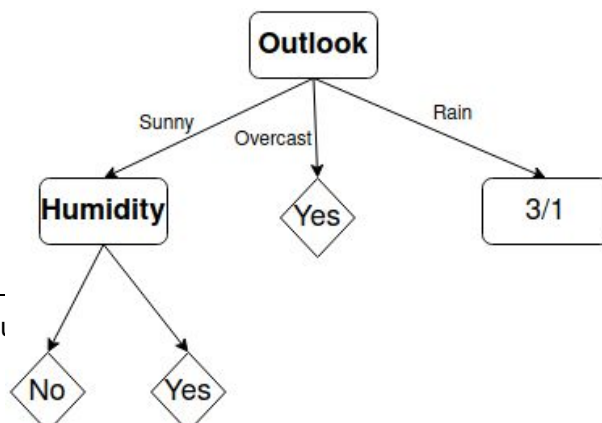 Outlook
Sunny
Overcast
Rain
Humidity
Yes
3/1
No
Yes